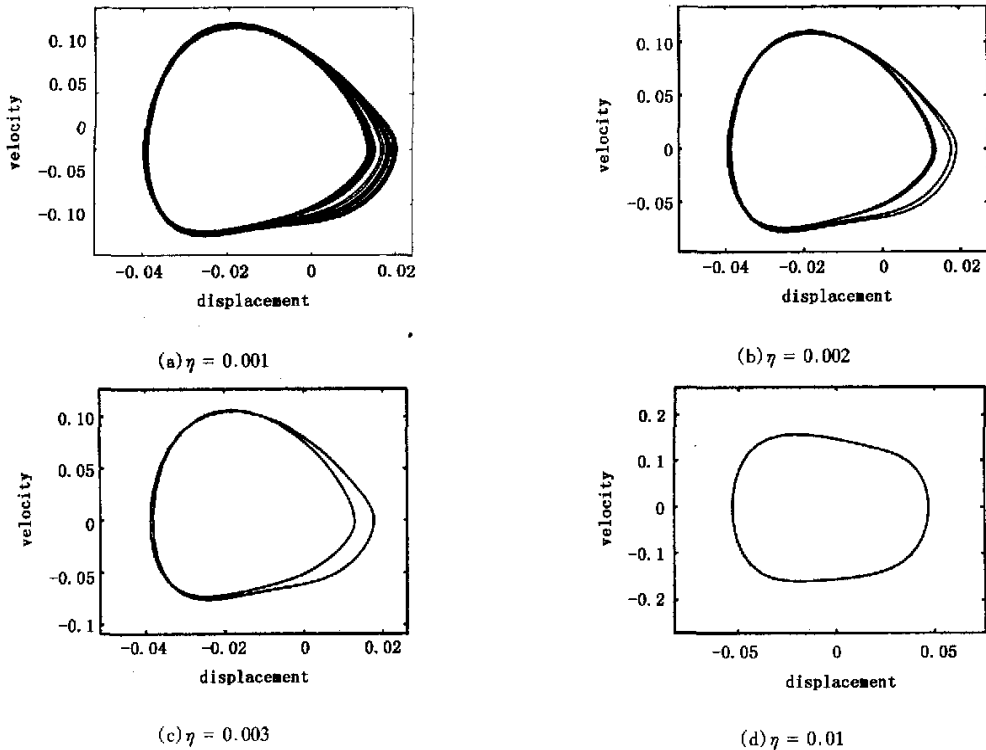 0.10
0.05
0
-0.05
-0.10
velocity
-0.04 -0.02 0 0.02
displacement
(a) η = 0.001
0.10
0.05
0
-0.05
velocity
-0.04 -0.02 0 0.02
displacement
(b) η = 0.002
0.10
0.05
0
-0.05
-0.1
velocity
-0.04 -0.02 0 0.02
displacement
(c) η = 0.003
0.2
0.1
0
-0.1
-0.2
velocity
-0.05 0 0.05
displacement
(d) η = 0.01